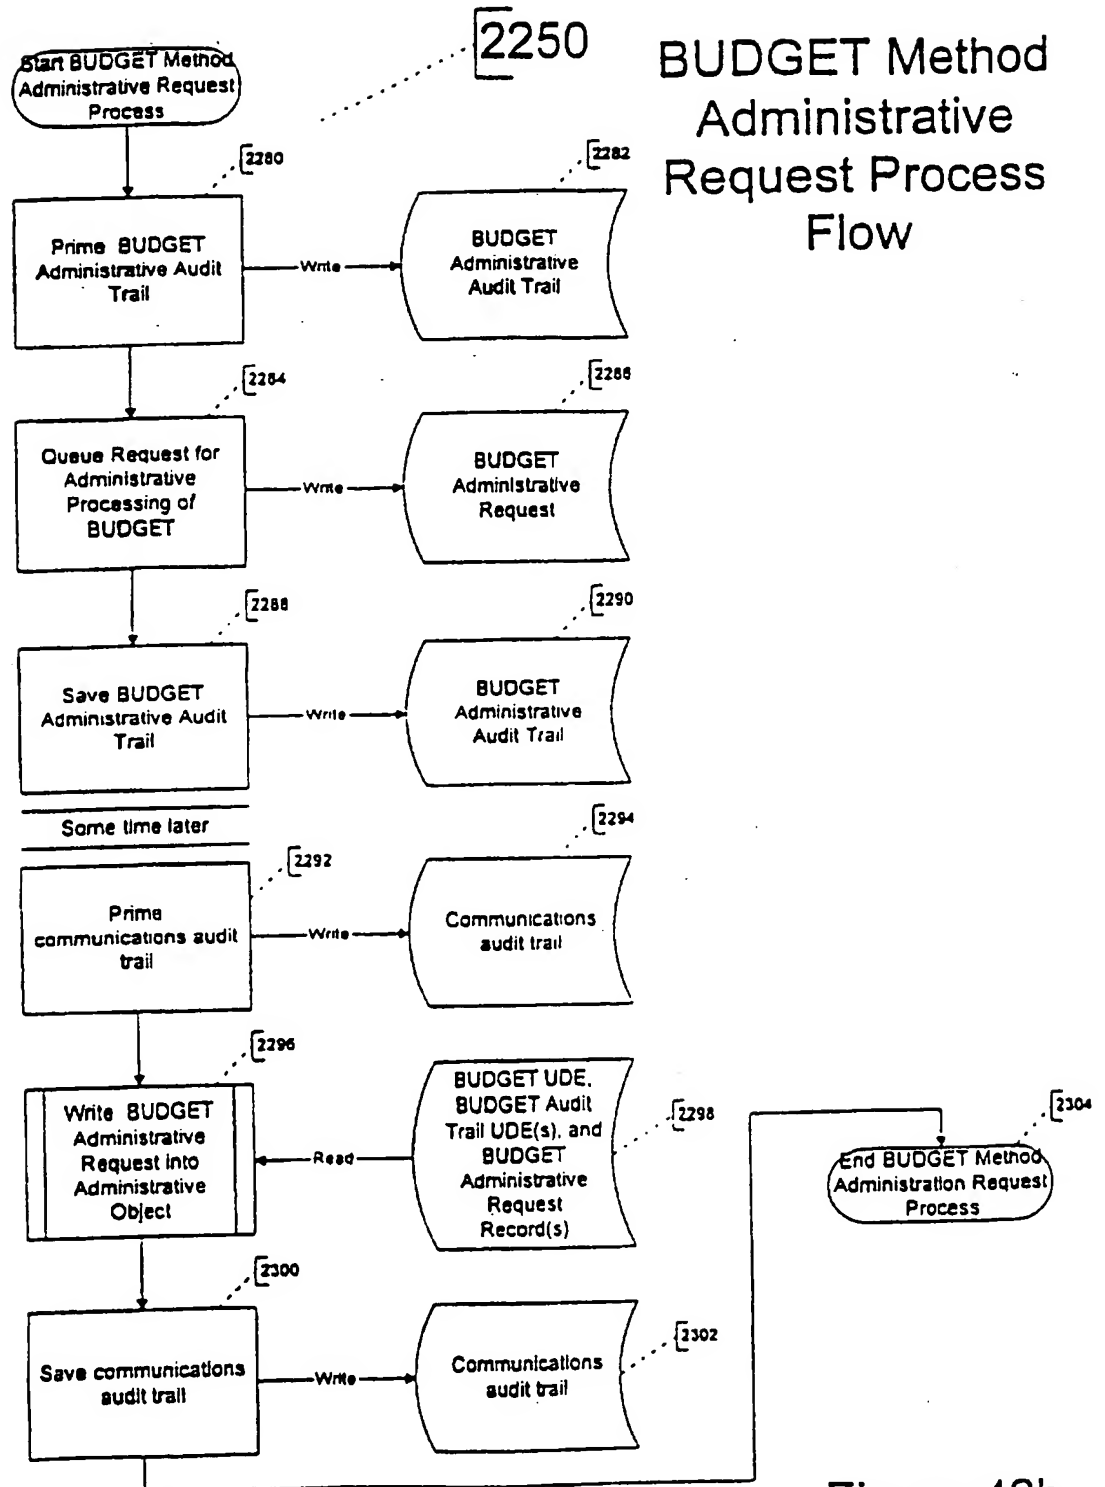 2250
BUDGET Method
Administrative
Request Process
Flow
Start BUDGET Method
Administrative Request
Process
2280
2282
Prime BUDGET
Administrative Audit
Trail
Write
BUDGET
Administrative
Audit Trail
2284
2286
Queue Request for
Administrative
Processing of
BUDGET
Write
BUDGET
Administrative
Request
2288
2290
Save BUDGET
Administrative Audit
Trail
Write
BUDGET
Administrative
Audit Trail
Some time later
2292
2294
Prime
communications audit
trail
Write
Communications
audit trail
2296
2298
Write BUDGET
Administrative
Request into
Administrative
Object
Read
BUDGET UDE,
BUDGET Audit
Trail UDE(s), and
BUDGET
Administrative
Request
Record(s)
2304
End BUDGET Method
Administration Request
Process
2300
2302
Save communications
audit trail
Write
Communications
audit trail